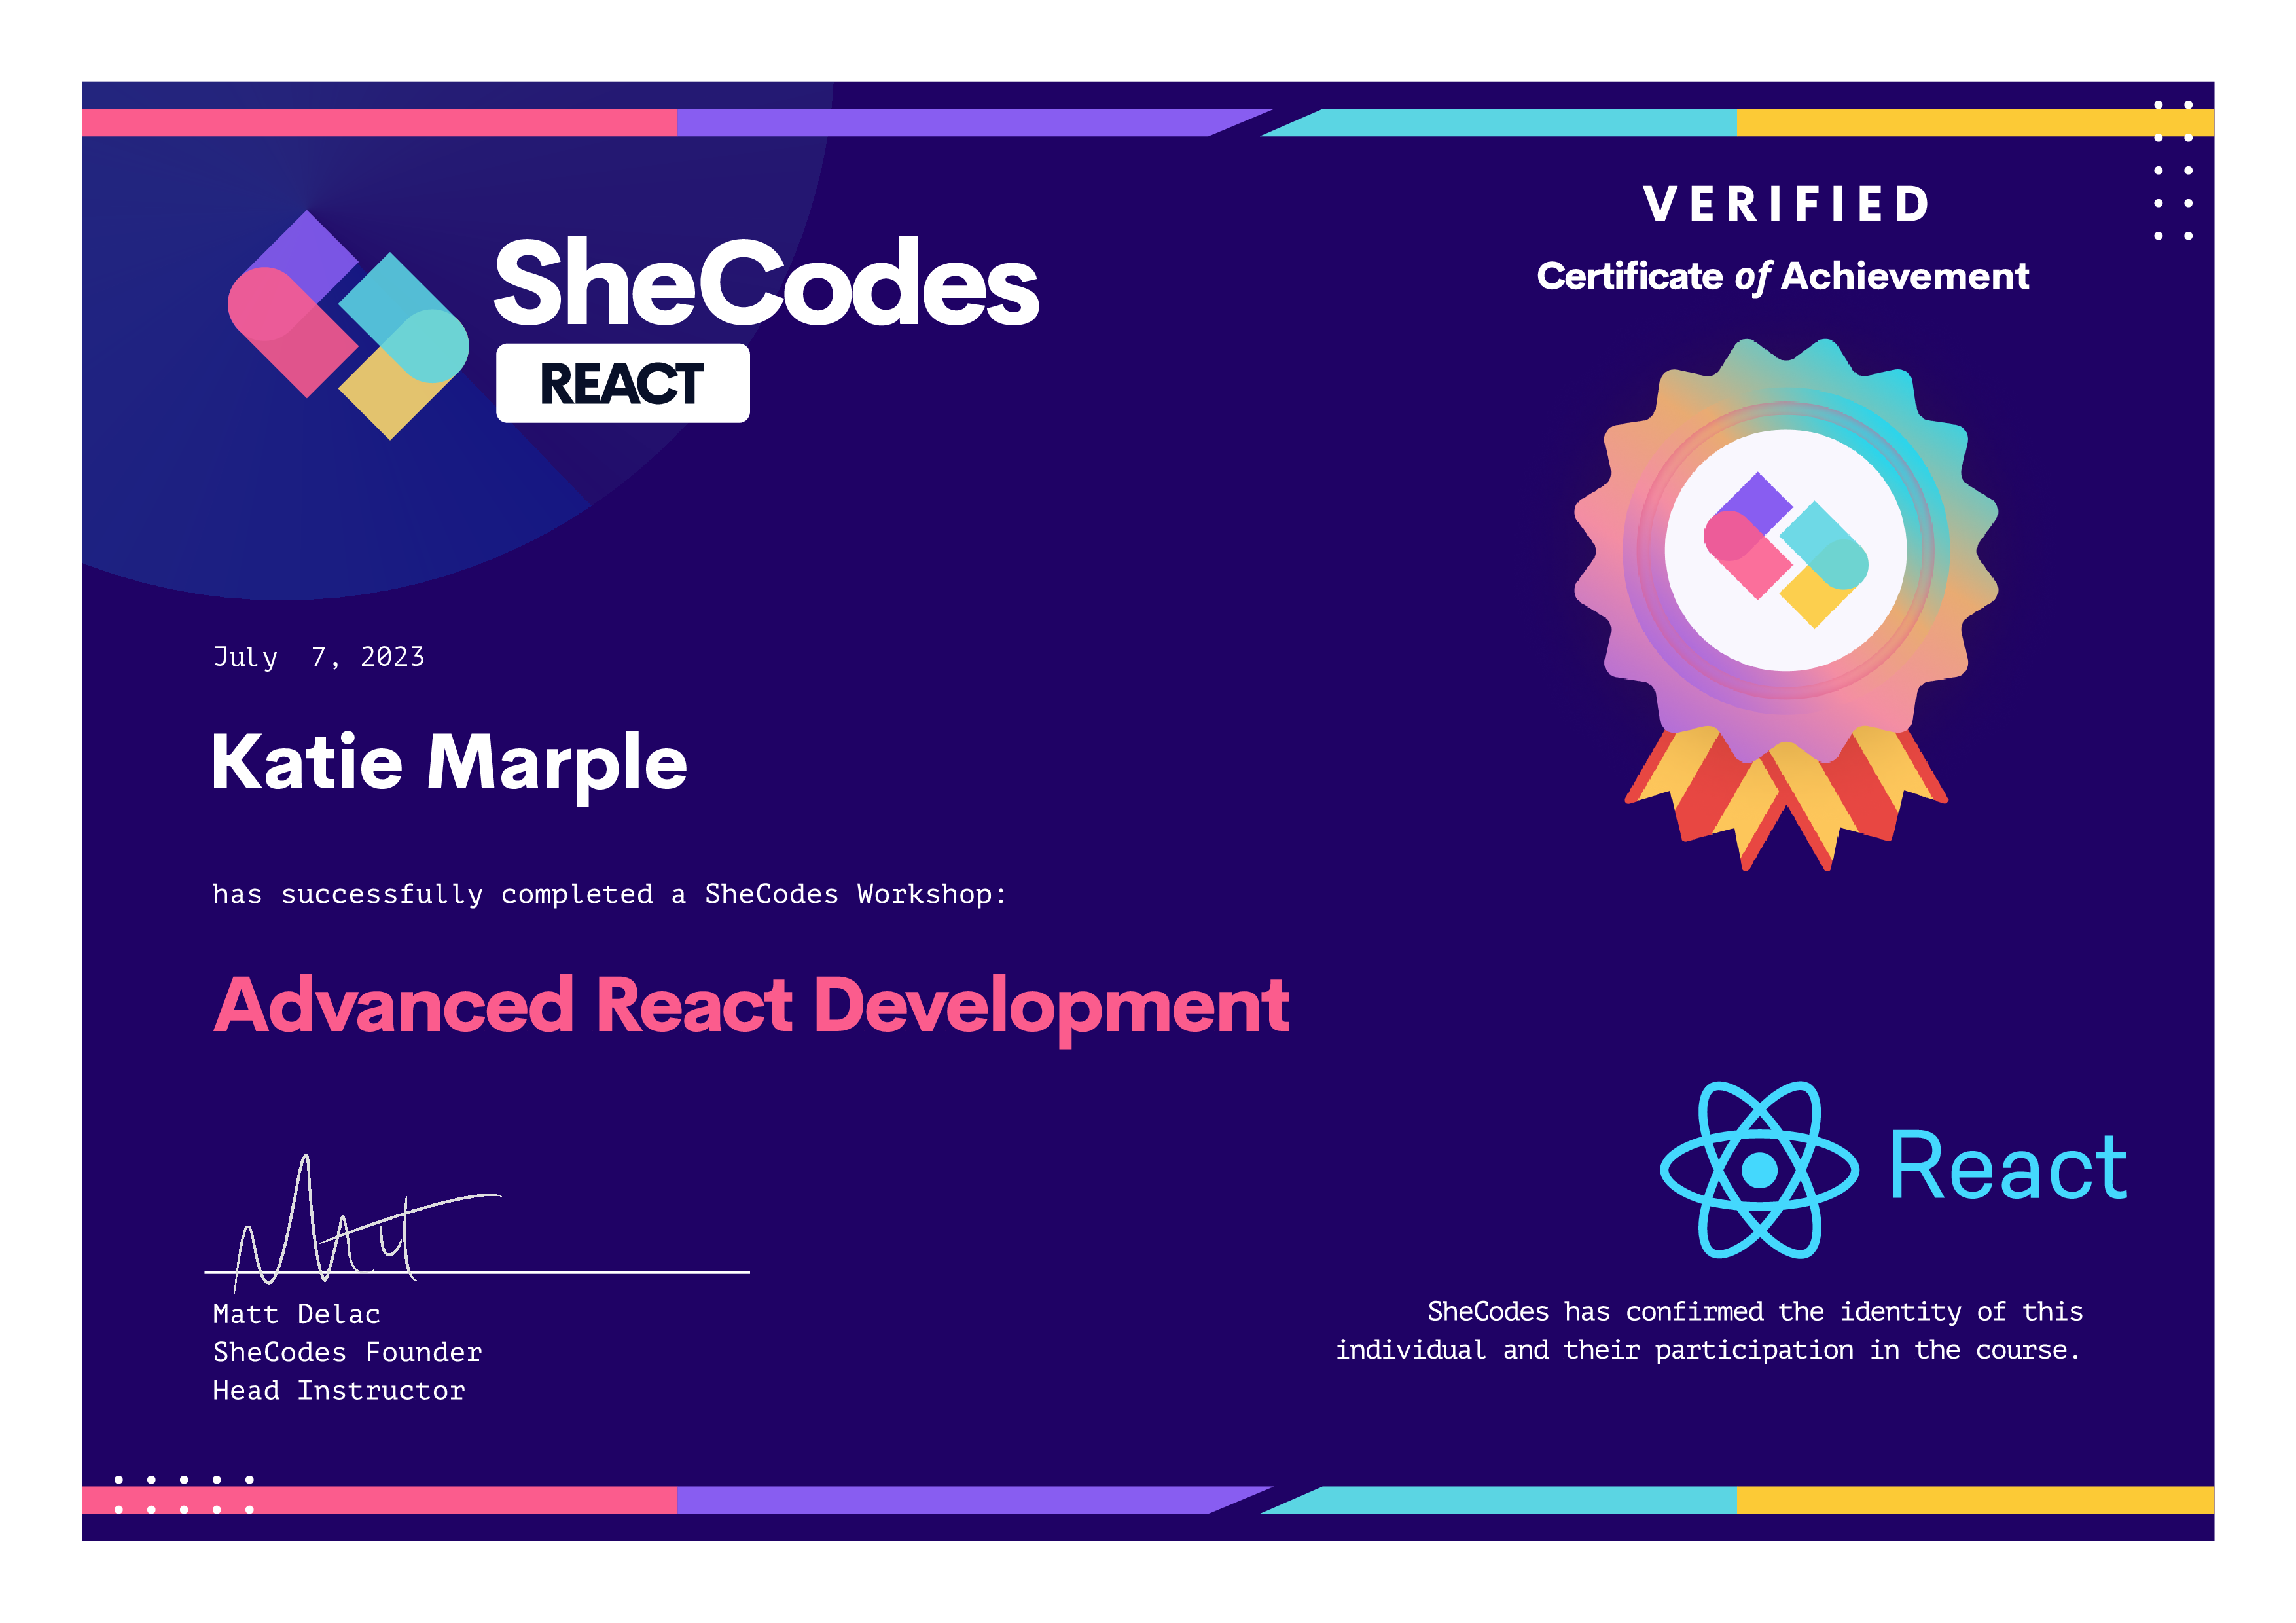 SheCodes
REACT
VERIFIED
Certificate of Achievement
July  7, 2023
Katie Marple
has successfully completed a SheCodes Workshop:
Advanced React Development
Matt
Matt Delac
SheCodes Founder
Head Instructor
React
SheCodes has confirmed the identity of this
individual and their participation in the course.